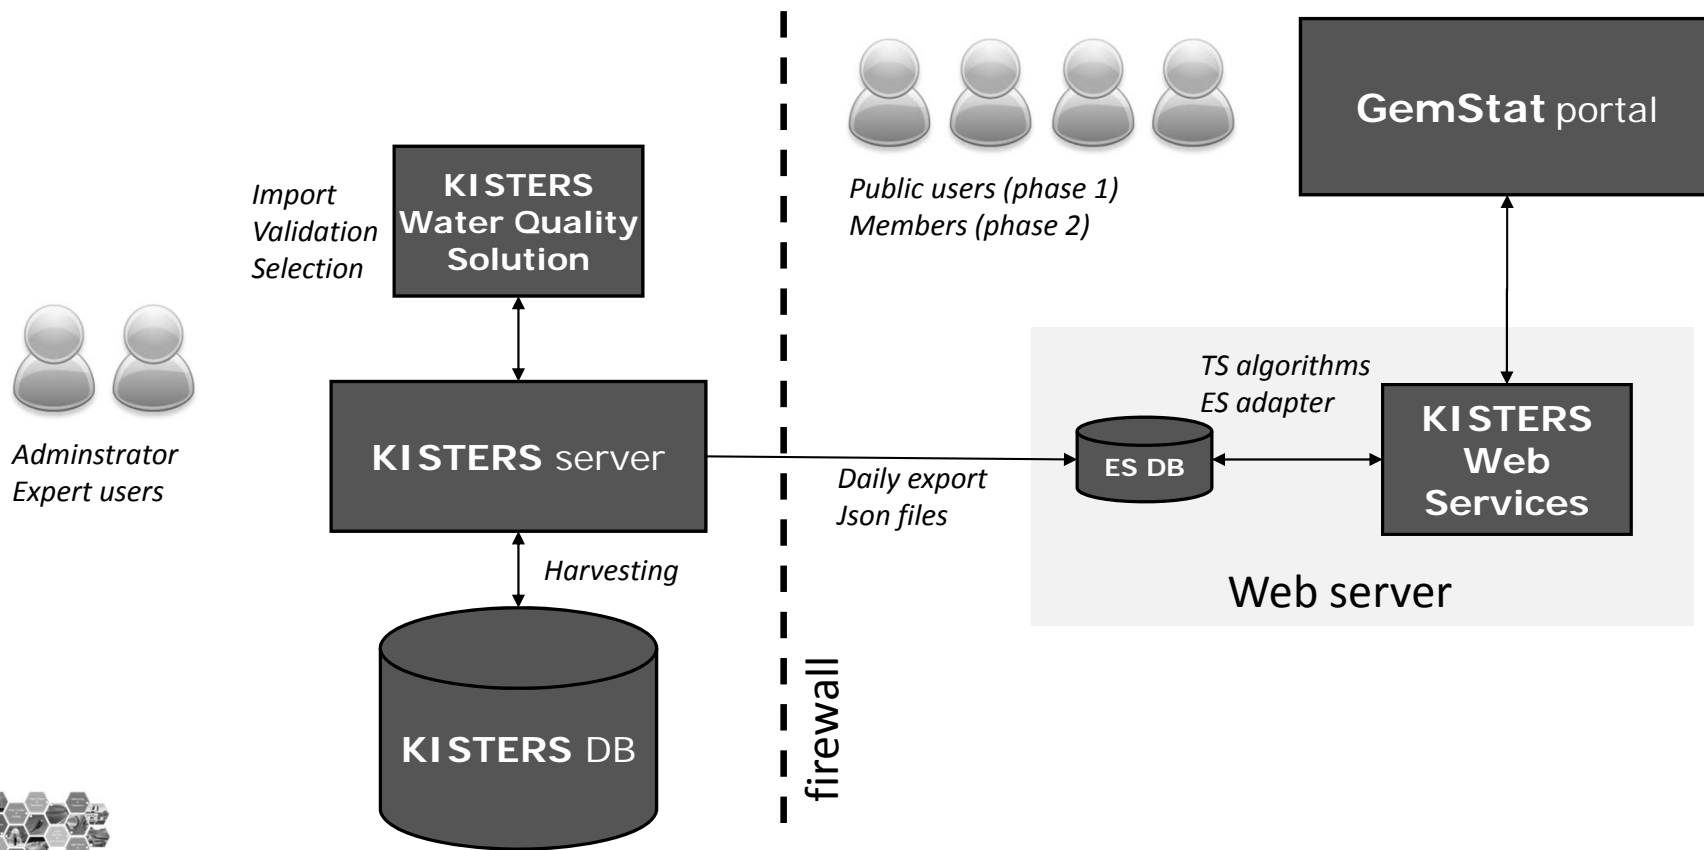 Import
Validation
Selection
KISTERS
Water Quality
Solution
Adminstrator
Expert users
KISTERS server
Harvesting
KISTERS DB
firewall
Public users (phase 1)
Members (phase 2)
GemStat portal
Daily export
Json files
TS algorithms
ES adapter
ES DB
KISTERS
Web
Services
Web server